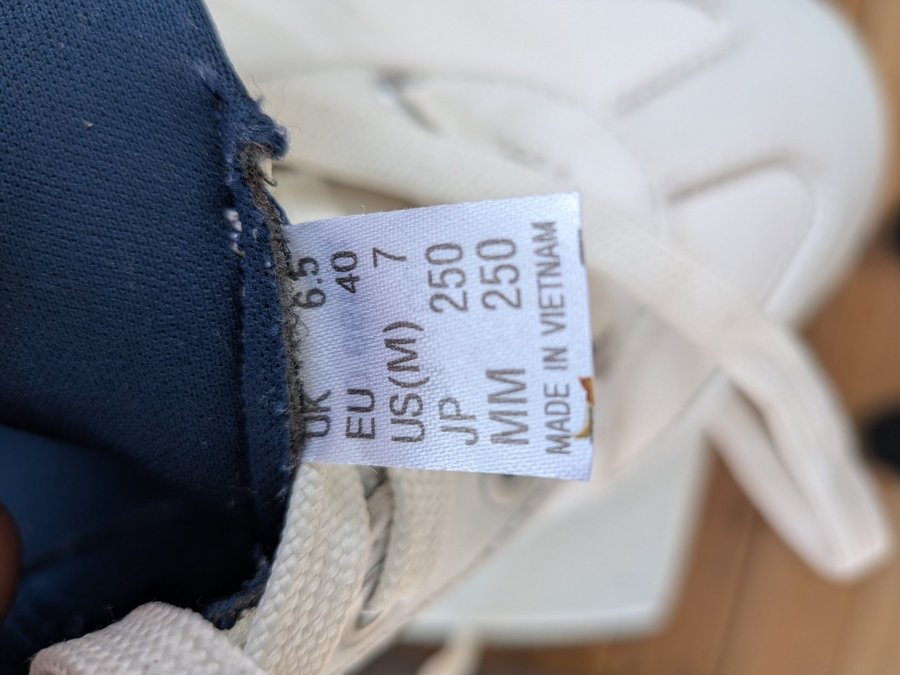 UK 6.5
EU 40
US(M) 7
JP 250
MM 250
MADE IN VIETNAM